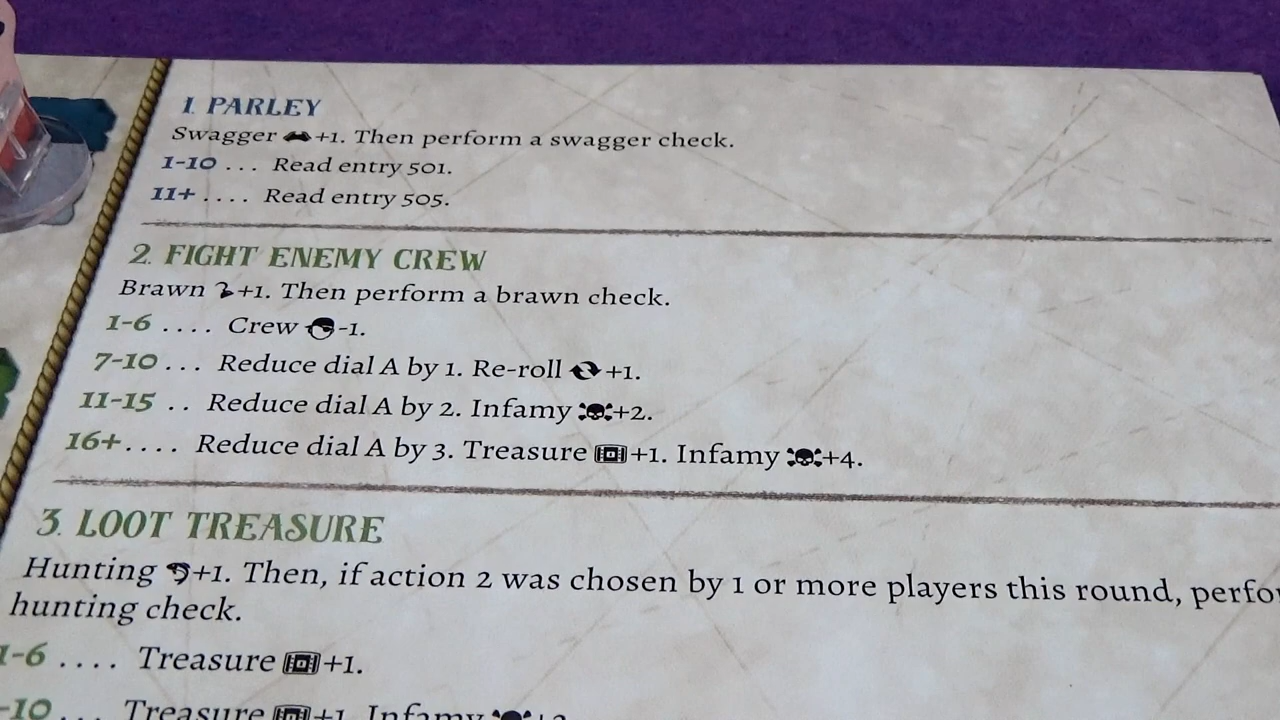 1. PARLEY
Swagger +1. Then perform a swagger check.
1-10 ... Read entry 501.
11+ .... Read entry 505.
2. FIGHT ENEMY CREW
Brawn +1. Then perform a brawn check.
1-6 .... Crew -1.
7-10 ... Reduce dial A by 1. Re-roll +1.
11-15 .. Reduce dial A by 2. Infamy +2.
16+.... Reduce dial A by 3. Treasure +1. Infamy +4.
3. LOOT TREASURE
Hunting +1. Then, if action 2 was chosen by 1 or more players this round,
hunting check.
1-6 .... Treasure +1.
-10 ... Treasure +1. Infamy